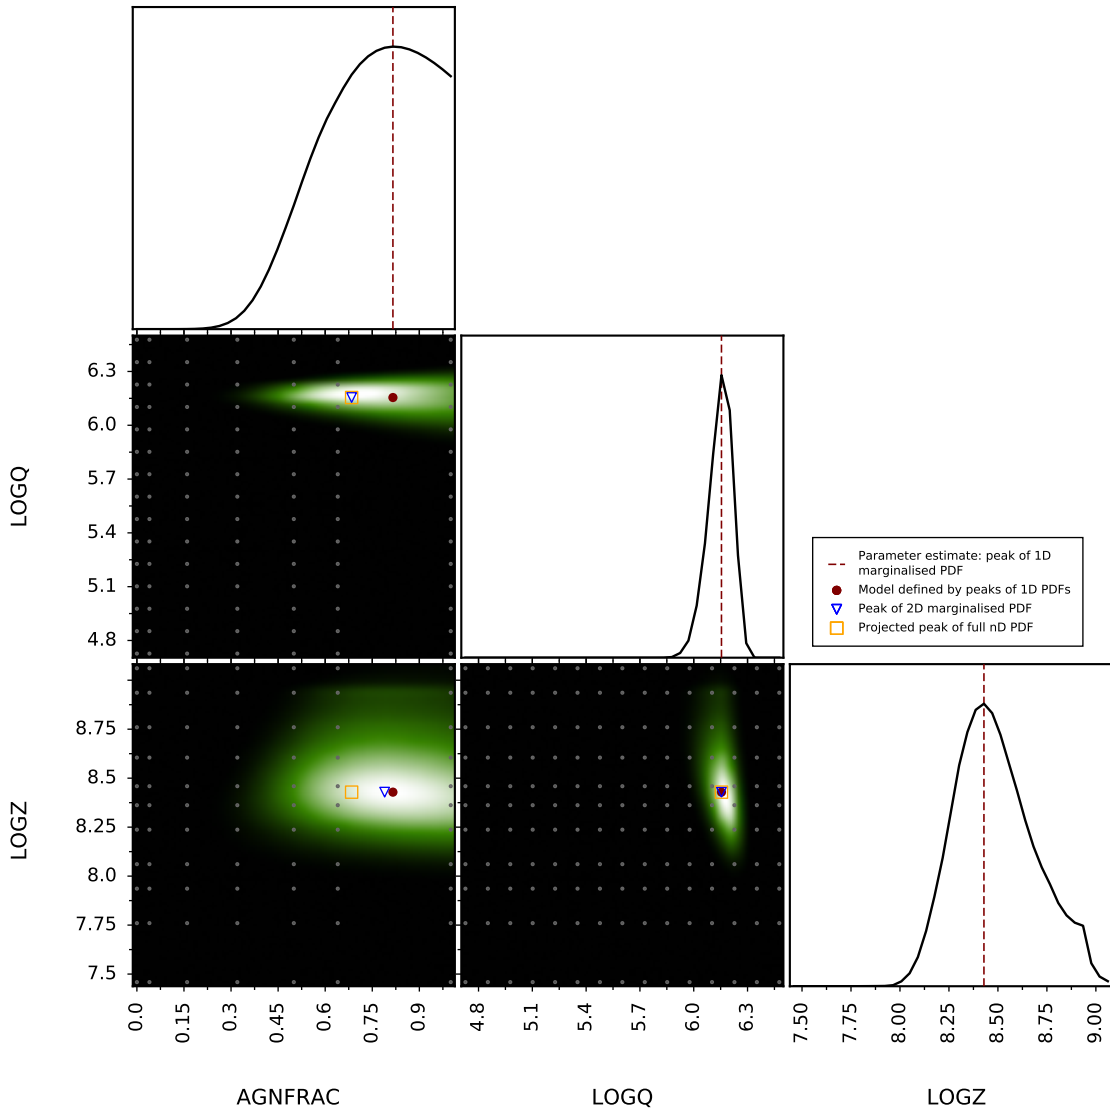 6.3
6.0
5.7
5.4
5.1
4.8
LOGQ
Parameter estimate: peak of 1D
marginalised PDF
Model defined by peaks of 1D PDFs
Peak of 2D marginalised PDF
Projected peak of full nD PDF
8.75
8.5
8.25
8.0
7.75
7.5
LOGZ
0.0 0.15 0.3 0.45 0.6 0.75 0.9
4.8 5.1 5.4 5.7 6.0 6.3
7.50 7.75 8.00 8.25 8.50 8.75 9.00
AGNFRAC
LOGQ
LOGZ